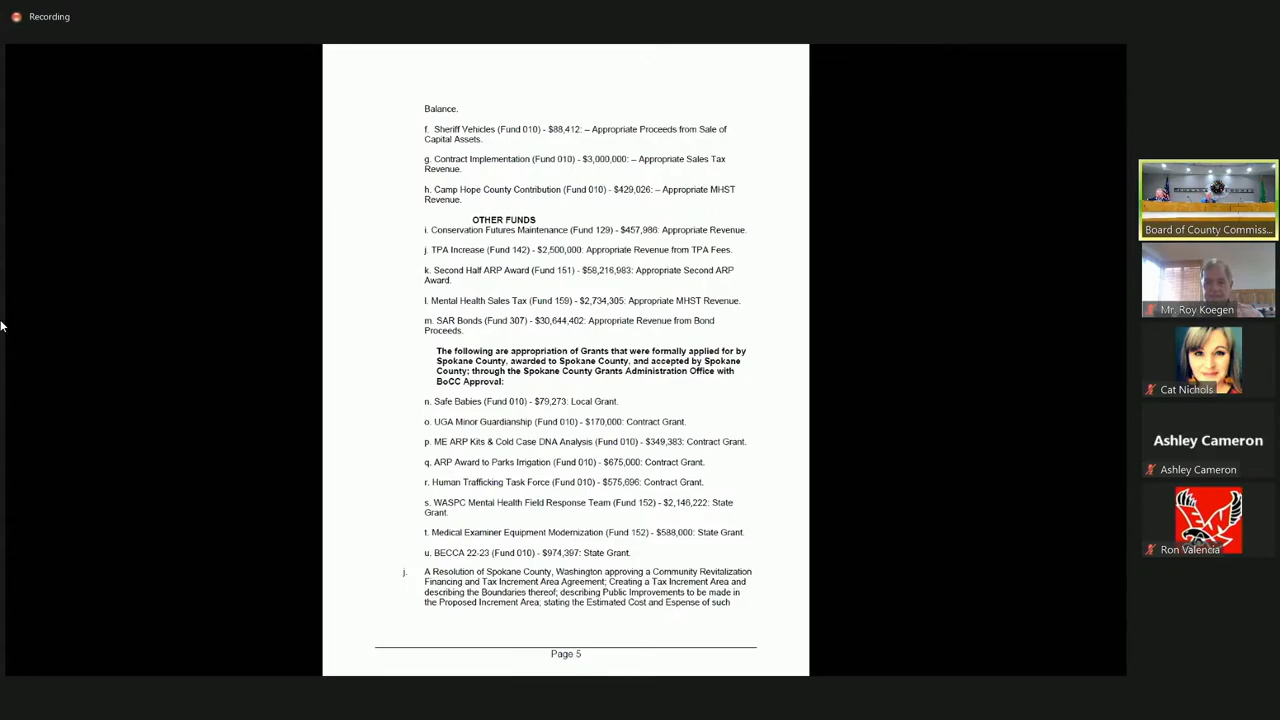 Recording
Balance.
f. Sheriff Vehicles (Fund 010) - $88,412: – Appropriate Proceeds from Sale of
Capital Assets.
g. Contract Implementation (Fund 010) - $3,000,000: – Appropriate Sales Tax
Revenue.
h. Camp Hope County Contribution (Fund 010) - $429,026: – Appropriate MHST
Revenue.
OTHER FUNDS
i. Conservation Futures Maintenance (Fund 129) - $457,986: Appropriate Revenue.
j. TPA Increase (Fund 142) - $2,500,000: Appropriate Revenue from TPA Fees.
k. Second Half ARP Award (Fund 151) - $58,216,983: Appropriate Second ARP
Award.
l. Mental Health Sales Tax (Fund 159) - $2,734,305: Appropriate MHST Revenue.
m. SAR Bonds (Fund 307) - $30,644,402: Appropriate Revenue from Bond
Proceeds.
The following are appropriation of Grants that were formally applied for by
Spokane County, awarded to Spokane County, and accepted by Spokane
County; through the Spokane County Grants Administration Office with
BoCC Approval:
n. Safe Babies (Fund 010) - $79,273: Local Grant.
o. UGA Minor Guardianship (Fund 010) - $170,000: Contract Grant.
p. ME ARP Kits & Cold Case DNA Analysis (Fund 010) - $349,383: Contract Grant.
q. ARP Award to Parks Irrigation (Fund 010) - $675,000: Contract Grant.
r. Human Trafficking Task Force (Fund 010) - $575,696: Contract Grant.
s. WASPC Mental Health Field Response Team (Fund 152) - $2,146,222: State
Grant.
t. Medical Examiner Equipment Modernization (Fund 152) - $588,000: State Grant.
u. BECCA 22-23 (Fund 010) - $974,397: State Grant.
j. A Resolution of Spokane County, Washington approving a Community Revitalization
Financing and Tax Increment Area Agreement; Creating a Tax Increment Area and
describing the Boundaries thereof; describing Public Improvements to be made in
the Proposed Increment Area; stating the Estimated Cost and Espense of such
Page 5
Board of County Commiss...
Mr. Roy Koegen
Cat Nichols
Ashley Cameron
Ashley Cameron
Ron Valencia